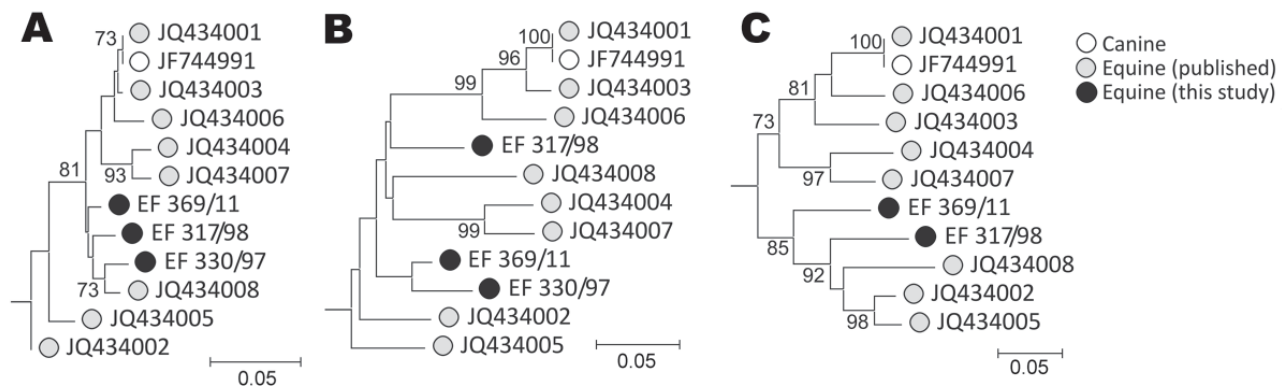 A
73
JQ434001
JF744991
JQ434003
JQ434006
JQ434004
93
JQ434007
81
EF 369/11
EF 317/98
EF 330/97
73
JQ434008
JQ434005
JQ434002
0.05
B
100
JQ434001
96
JF744991
99
JQ434003
JQ434006
EF 317/98
JQ434008
JQ434004
99
JQ434007
EF 369/11
EF 330/97
JQ434002
JQ434005
0.05
C
100
JQ434001
JF744991
81
JQ434006
73
JQ434003
JQ434004
97
JQ434007
EF 369/11
85
EF 317/98
92
JQ434008
JQ434002
98
JQ434005
0.05
Canine
Equine (published)
Equine (this study)